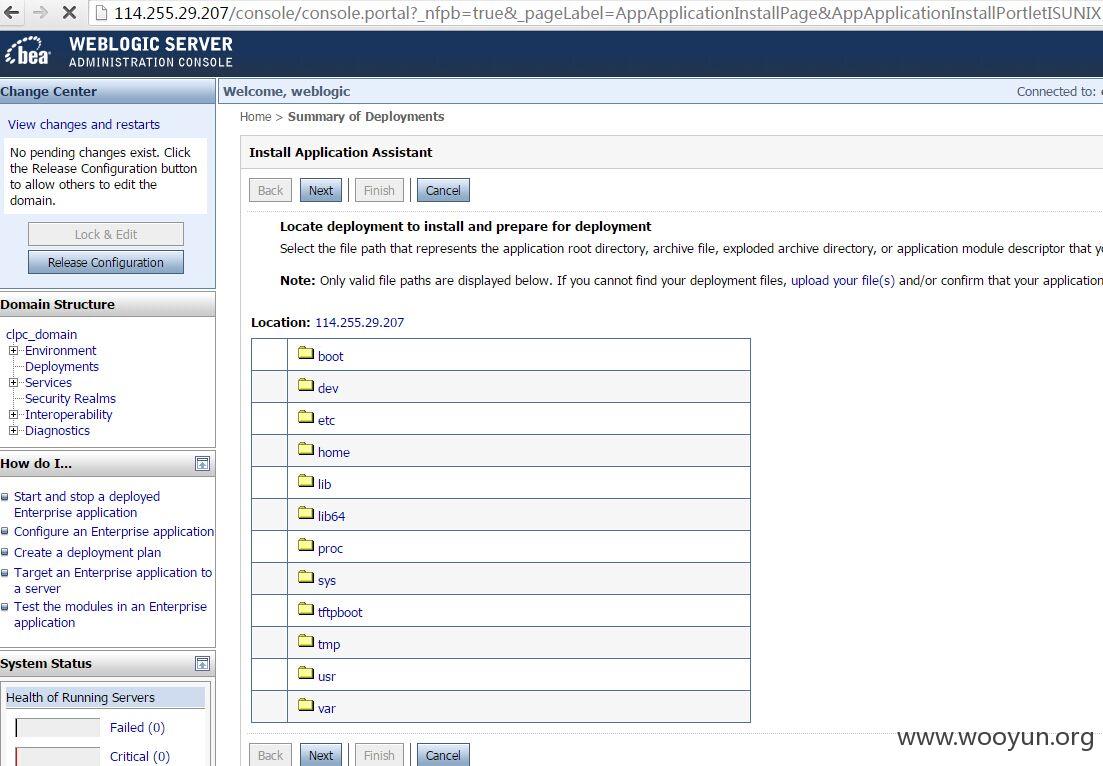 114.255.29.207/console/console.portal?_nfpb=true&_pageLabel=AppApplicationInstallPage&AppApplicationInstallPortletISUNIX
bea
WEBLOGIC SERVER
ADMINISTRATION CONSOLE
Change Center
View changes and restarts
No pending changes exist. Click
the Release Configuration button
to allow others to edit the
domain.
Lock & Edit
Release Configuration
Domain Structure
clpc_domain
Environment
Deployments
Services
Security Realms
Interoperability
Diagnostics
How do I...
Start and stop a deployed
Enterprise application
Configure an Enterprise application
Create a deployment plan
Target an Enterprise application to
a server
Test the modules in an Enterprise
application
System Status
Health of Running Servers
Failed (0)
Critical (0)
Welcome, weblogic
Connected to:
Home > Summary of Deployments
Install Application Assistant
Back Next Finish Cancel
Locate deployment to install and prepare for deployment
Select the file path that represents the application root directory, archive file, exploded archive directory, or application module descriptor that
Note: Only valid file paths are displayed below. If you cannot find your deployment files, upload your file(s) and/or confirm that your application
Location: 114.255.29.207
boot
dev
etc
home
lib
lib64
proc
sys
tftpboot
tmp
usr
var
Back Next Finish Cancel
www.wooyun.org